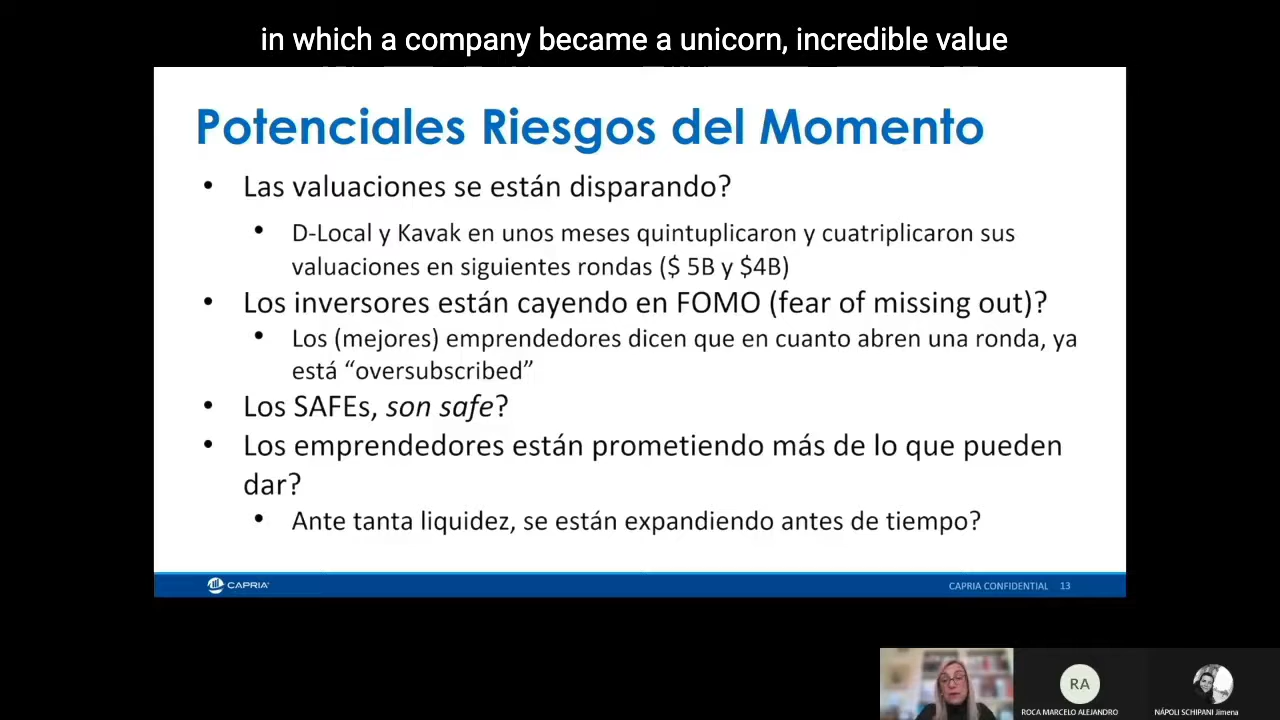 in which a company became a unicorn, incredible value
Potenciales Riesgos del Momento
• Las valuaciones se están disparando?
• D-Local y Kavak en unos meses quintuplicaron y cuatriplicaron sus
valuaciones en siguientes rondas ($ 5B y $4B)
• Los inversores están cayendo en FOMO (fear of missing out)?
• Los (mejores) emprendedores dicen que en cuanto abren una ronda, ya
está “oversubscribed”
• Los SAFEs, son safe?
• Los emprendedores están prometiendo más de lo que pueden
dar?
• Ante tanta liquidez, se están expandiendo antes de tiempo?
CAPRIA
CAPRIA CONFIDENTIAL 13
RA
ROCA MARCELO ALEJANDRO
NÁPOLI SCHIPANI Jimena